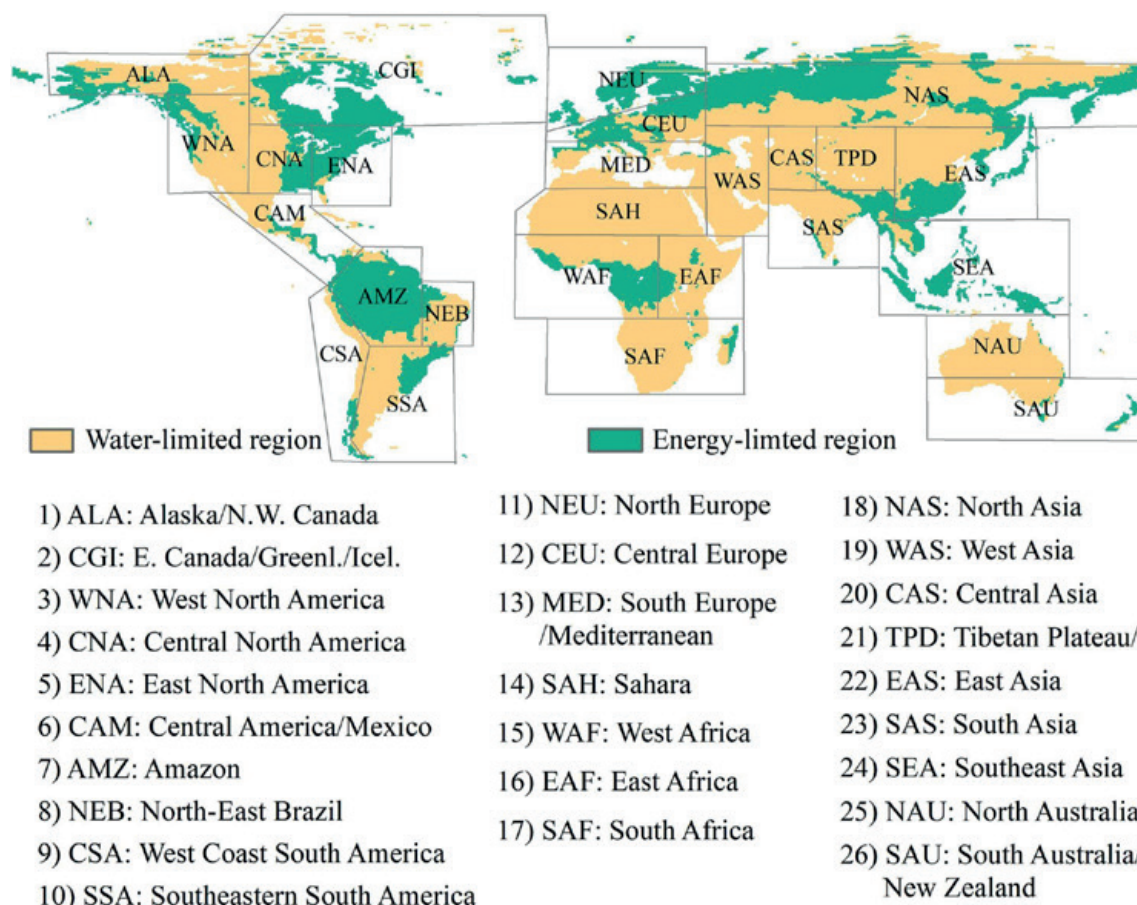 ALA
CGI
NEU
NAS
WNA
CEU
CNA
ENA
MED
CAS
TPD
WAS
EAS
CAM
SAH
SAS
WAF
EAF
SEA
AMZ
NEB
CSA
SAF
NAU
SSA
SAU
Water-limited region
Energy-limted region
1) ALA: Alaska/N.W. Canada
2) CGI: E. Canada/Greenl./Icel.
3) WNA: West North America
4) CNA: Central North America
5) ENA: East North America
6) CAM: Central America/Mexico
7) AMZ: Amazon
8) NEB: North-East Brazil
9) CSA: West Coast South America
10) SSA: Southeastern South America
11) NEU: North Europe
12) CEU: Central Europe
13) MED: South Europe
/Mediterranean
14) SAH: Sahara
15) WAF: West Africa
16) EAF: East Africa
17) SAF: South Africa
18) NAS: North Asia
19) WAS: West Asia
20) CAS: Central Asia
21) TPD: Tibetan Plateau/
22) EAS: East Asia
23) SAS: South Asia
24) SEA: Southeast Asia
25) NAU: North Australia
26) SAU: South Australia/
New Zealand